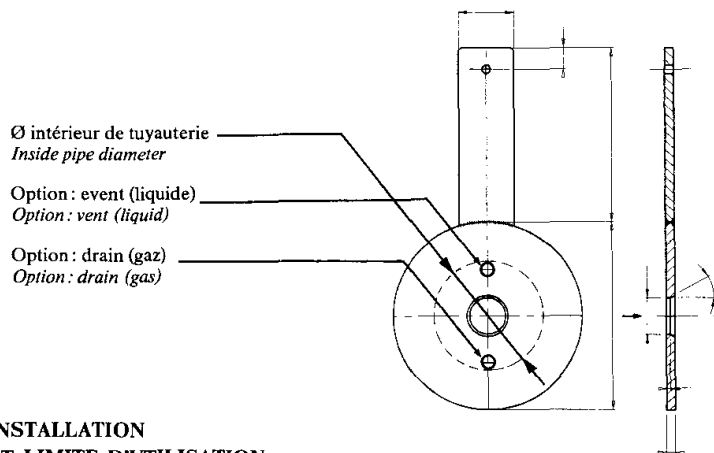 Ø intérieur de tuyauterie
Inside pipe diameter
Option : event (liquide)
Option : vent (liquid)
Option : drain (gaz)
Option : drain (gas)
NSTALLATION
T LIMITE D'UTILISATION